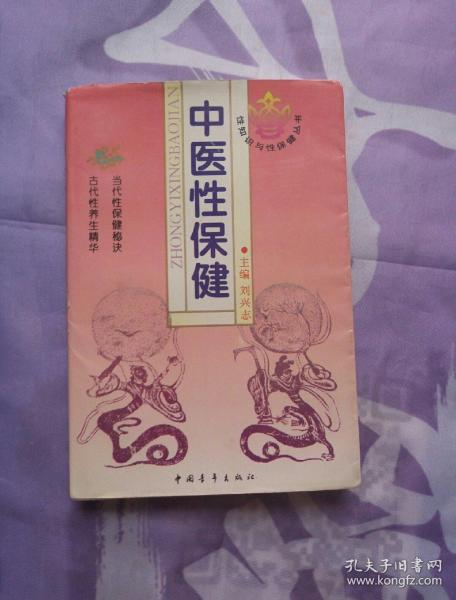 性知识与性保健丛书
中医性保健
ZHONGYIXINGBAOJIAN
主编 刘兴志
当代性保健秘诀
古代性养生精华
中国青年出版社
孔夫子旧书网
www.kongfz.com